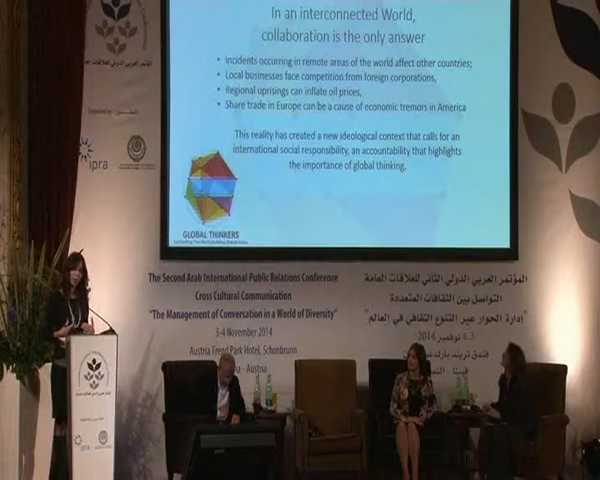 In an interconnected World,
collaboration is the only answer
• Incidents occurring in remote areas of the world affect other countries;
• Local businesses face competition from foreign corporations,
• Regional uprisings can inflate oil prices,
• Share trade in Europe can be a cause of economic tremors in America
This reality has created a new ideological context that calls for an
international social responsibility, an accountability that highlights
the importance of global thinking.
GLOBAL THINKERS
ipra
The Second Arab International Public Relations Conference
Cross Cultural Communication
"The Management of Conversation in a World of Diversity"
3-4 November 2014
Austria Trend Park Hotel, Schonbrunn
- Austria
المؤتمر العربي الدولي الثاني للعلاقات العامة
التواصل بين الثقافات المتعددة
"إدارة الحوار عبر التنوع الثقافي في العالم"
4.3 نوفمبر 2014
فندق تريند بارك
ipra